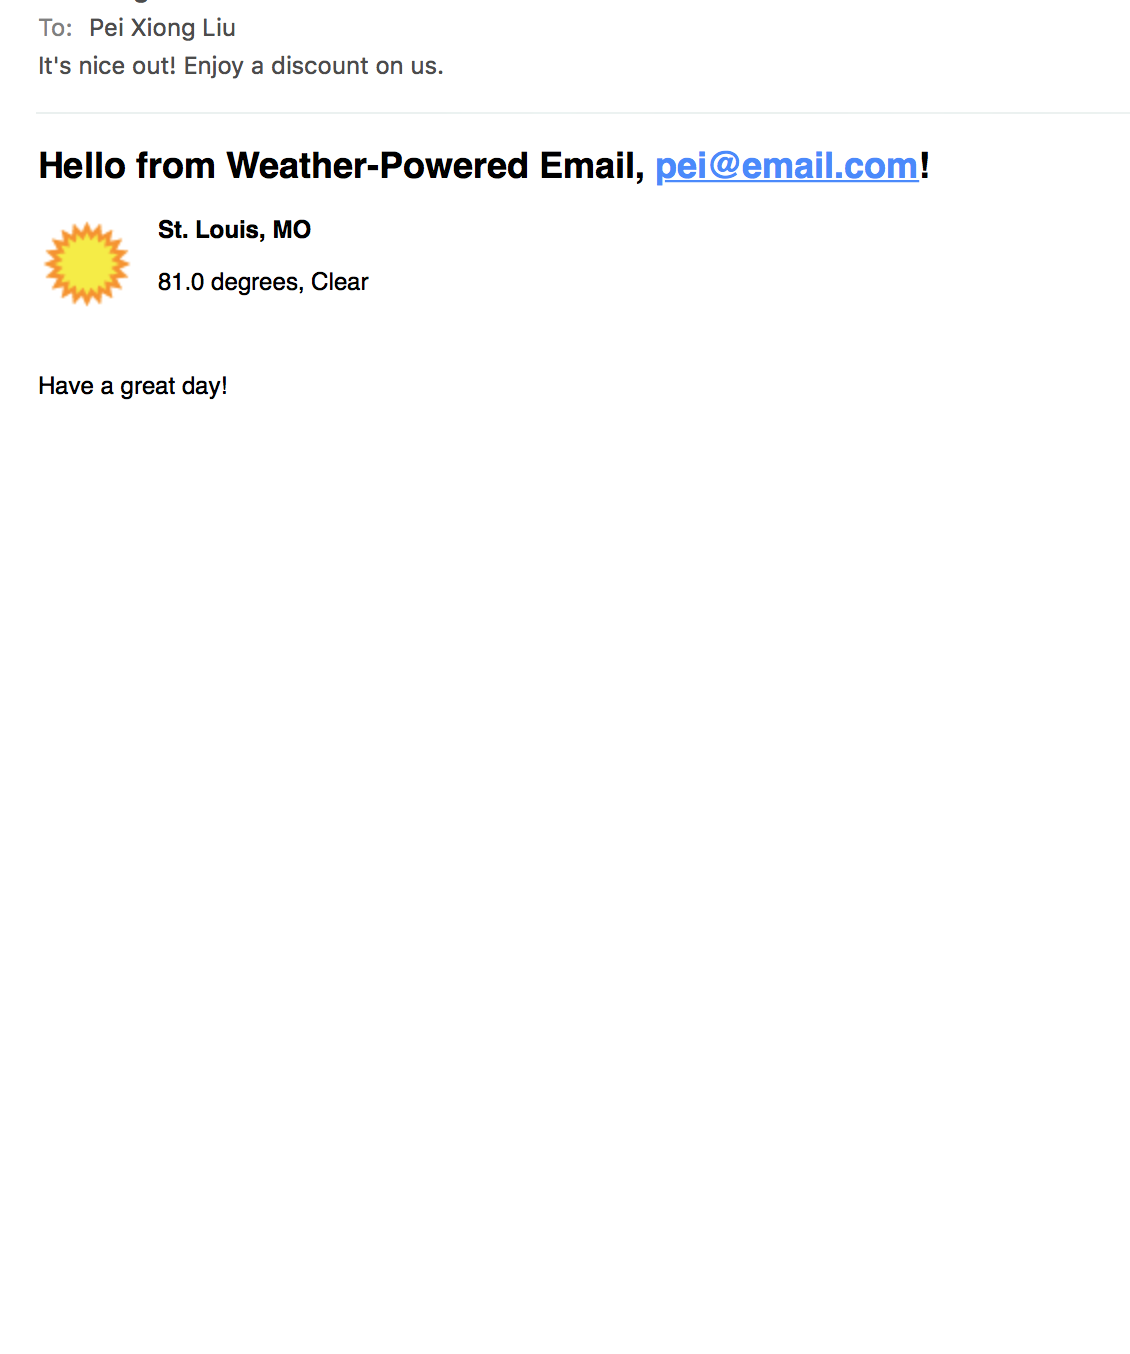 To: Pei Xiong Liu
It's nice out! Enjoy a discount on us.
Hello from Weather-Powered Email, pei@email.com!
St. Louis, MO
81.0 degrees, Clear
Have a great day!